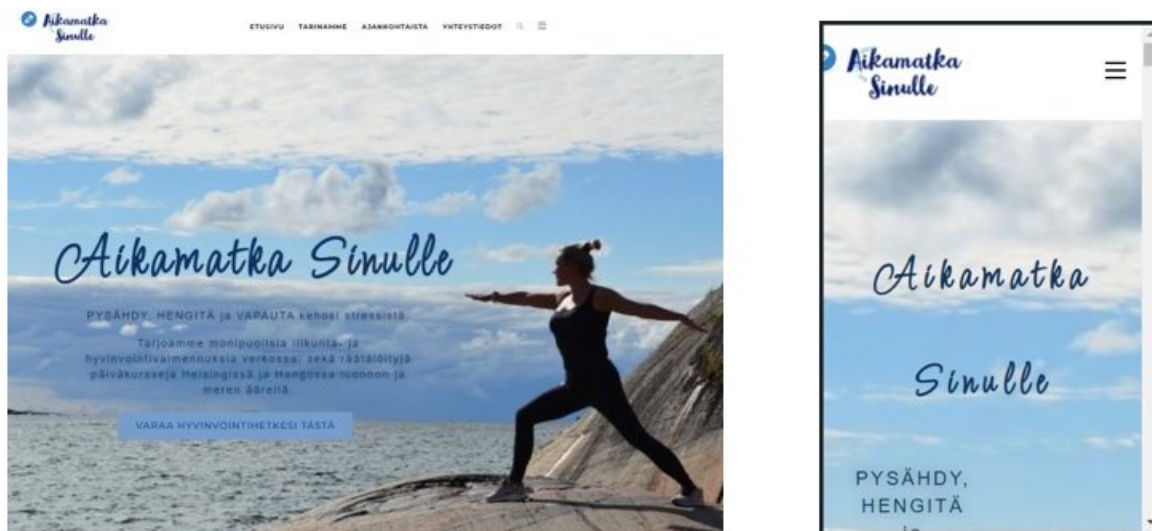 Aikamatka
Sinulle
ETUSIVU TARINAMME AJANKOHTAISTA YHTEYSTIEDOT
Aikamatka Sinulle
PYSÄHDY, HENGITÄ ja VAPAUTA kehosi stressistä.
Tarjoamme monipuolisia liikunta- ja
hyvinvointivalmennuksia verkossa, sekä räätälöityjä
päiväkursseja Helsingissä ja Hangossa luonnon ja
meren äärellä.
VARAA HYVINVOINTIHETKESI TÄSTÄ
Aikamatka
Sinulle
Aikamatka
Sinulle
PYSÄHDY,
HENGITÄ
ja